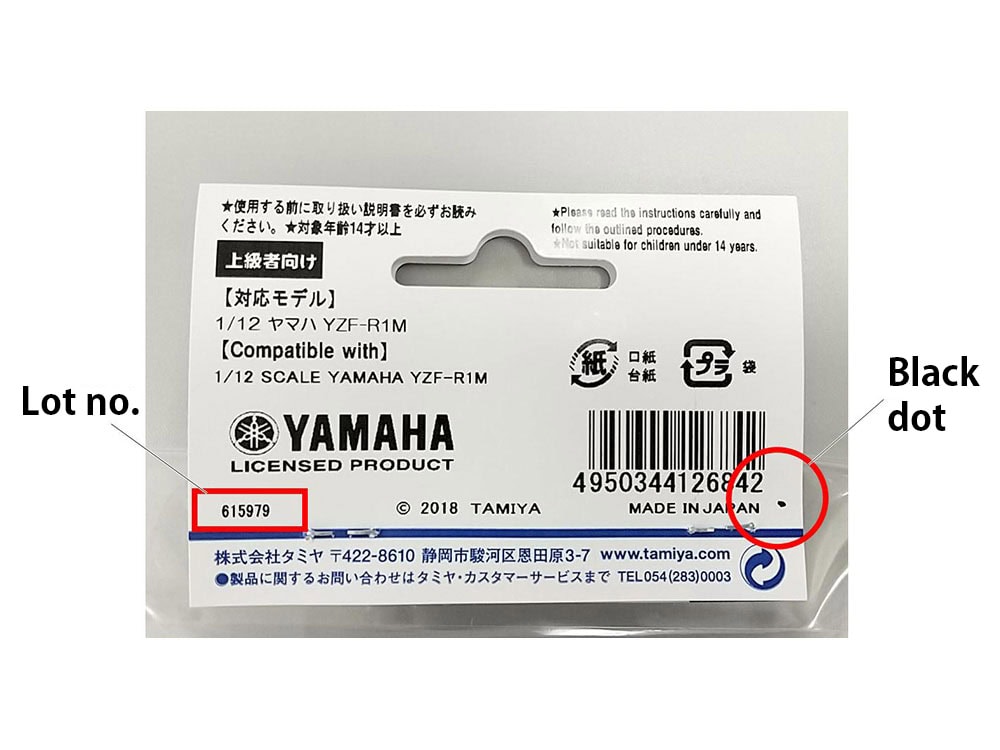 ★使用する前に取り扱い説明書を必ずお読み
ください。★対象年齢14才以上
★Please read the instructions carefully and
follow the outlined procedures.
★Not suitable for children under 14 years.
上級者向け
【対応モデル】
1/12 ヤマハ YZF-R1M
【Compatible with】
1/12 SCALE YAMAHA YZF-R1M
紙
口紙
台紙
プラ
袋
Lot no.
Black
dot
YAMAHA
LICENSED PRODUCT
4950344126842
615979
© 2018 TAMIYA
MADE IN JAPAN
株式会社タミヤ 〒422-8610 静岡市駿河区恩田原3-7 www.tamiya.com
●製品に関するお問い合わせはタミヤ・カスタマーサービスまで TEL054(283)0003